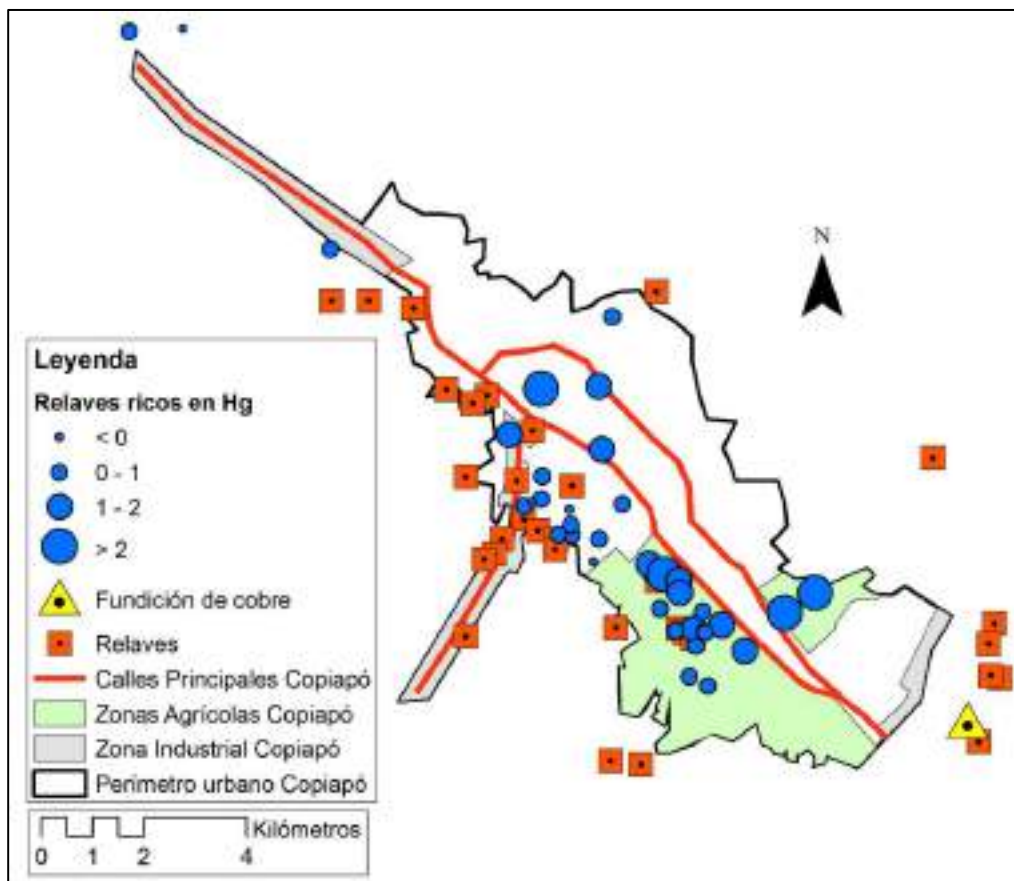 N
Leyenda
Relaves ricos en Hg
< 0
0 - 1
1 - 2
> 2
Fundición de cobre
Relaves
Calles Principales Copiapó
Zonas Agrícolas Copiapó
Zona Industrial Copiapó
Perímetro urbano Copiapó
Kilómetros
0 1 2 4